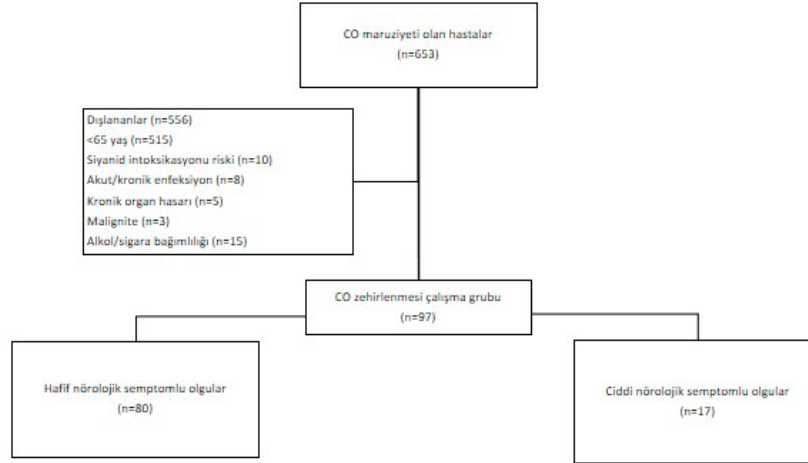 CO maruziyeti olan hastalar
(n=653)
Dışlananlar (n=556)
<65 yaş (n=515)
Siyanid intoksikasyonu riski (n=10)
Akut/kronik enfeksiyon (n=8)
Kronik organ hasarı (n=5)
Malignite (n=3)
Alkol/sigara bağımlılığı (n=15)
CO zehirlenmesi çalışma grubu
(n=97)
Hafif nörolojik semptomlu olgular
(n=80)
Ciddi nörolojik semptomlu olgular
(n=17)